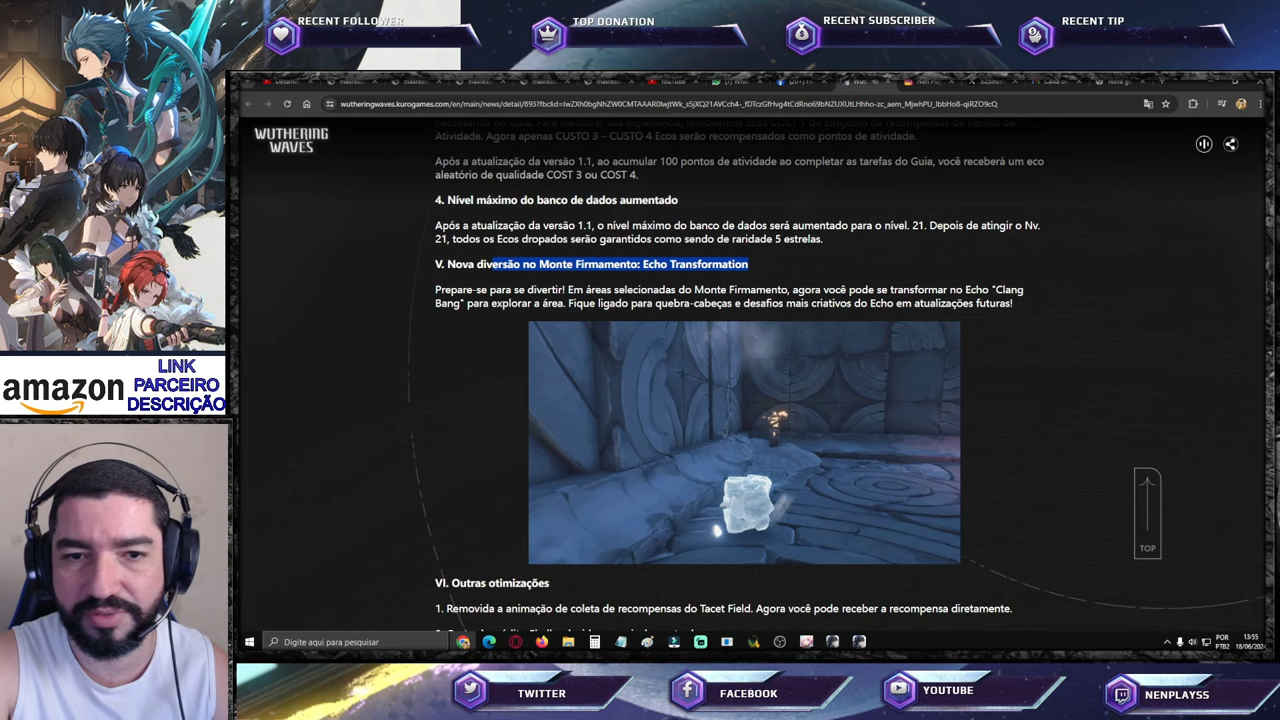 RECENT FOLLOWER
TOP DONATION
RECENT SUBSCRIBER
RECENT TIP
wutheringwaves.kurogames.com/en/main/news/detail/893?fbclid=
WUTHERING
WAVES
Atividade. Agora apenas CUSTO 3 – CUSTO 4 Ecos serão recompensados como pontos de atividade.
Após a atualização da versão 1.1, ao acumular 100 pontos de atividade ao completar as tarefas do Guia, você receberá um eco
aleatório de qualidade COST 3 ou COST 4.
4. Nível máximo do banco de dados aumentado
Após a atualização da versão 1.1, o nível máximo do banco de dados será aumentado para o nível. 21. Depois de atingir o Nv.
21, todos os Ecos dropados serão garantidos como sendo de raridade 5 estrelas.
V. Nova diversão no Monte Firmamento: Echo Transformation
Prepare-se para se divertir! Em áreas selecionadas do Monte Firmamento, agora você pode se transformar no Echo "Clang
Bang" para explorar a área. Fique ligado para quebra-cabeças e desafios mais criativos do Echo em atualizações futuras!
TOP
VI. Outras otimizações
1. Removida a animação de coleta de recompensas do Tacet Field. Agora você pode receber a recompensa diretamente.
amazon
LINK
PARCEIRO
DESCRIÇÃO
Digite aqui para pesquisar
POR
PTB2
13:55
18/06/2024
TWITTER
FACEBOOK
YOUTUBE
NENPLAYSS